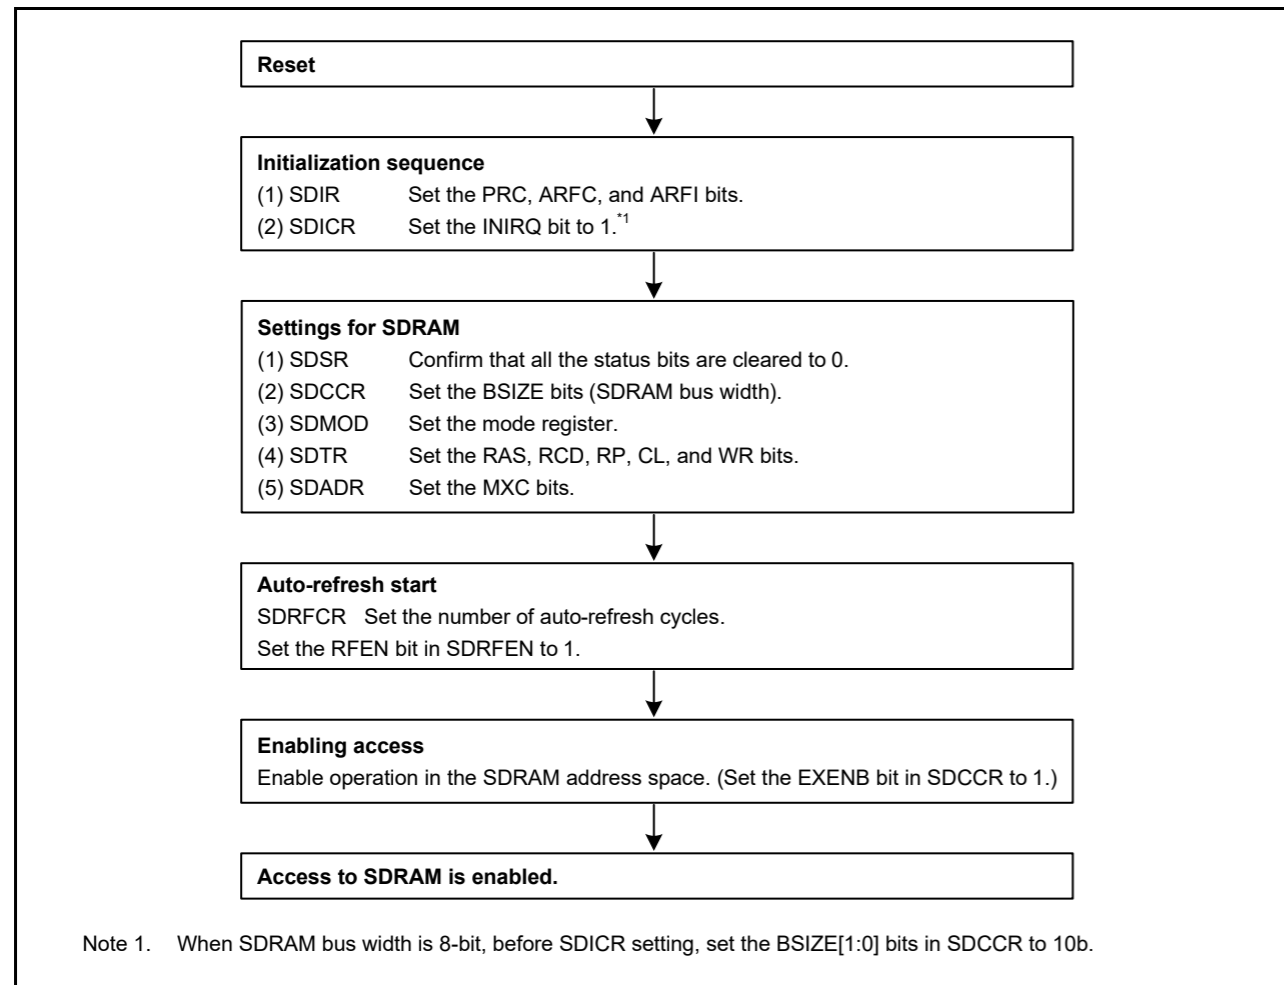 Reset
Initialization sequence
(1) SDIR Set the PRC, ARFC, and ARFI bits.
(2) SDICR Set the INIRQ bit to 1.*1
Settings for SDRAM
(1) SDSR Confirm that all the status bits are cleared to 0.
(2) SDCCR Set the BSIZE bits (SDRAM bus width).
(3) SDMOD Set the mode register.
(4) SDTR Set the RAS, RCD, RP, CL, and WR bits.
(5) SDADR Set the MXC bits.
Auto-refresh start
SDRFCR Set the number of auto-refresh cycles.
Set the RFEN bit in SDRFEN to 1.
Enabling access
Enable operation in the SDRAM address space. (Set the EXENB bit in SDCCR to 1.)
Access to SDRAM is enabled.
Note 1. When SDRAM bus width is 8-bit, before SDICR setting, set the BSIZE[1:0] bits in SDCCR to 10b.